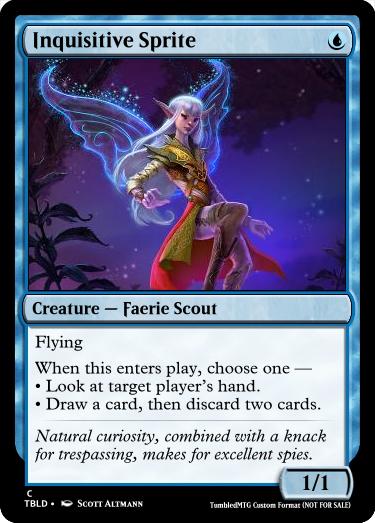 Inquisitive Sprite
Creature — Faerie Scout
Flying
When this enters play, choose one —
• Look at target player's hand.
• Draw a card, then discard two cards.
Natural curiosity, combined with a knack
for trespassing, makes for excellent spies.
1/1
C
TBLD • Scott Altmann
TumbledMTG Custom Format (NOT FOR SALE)